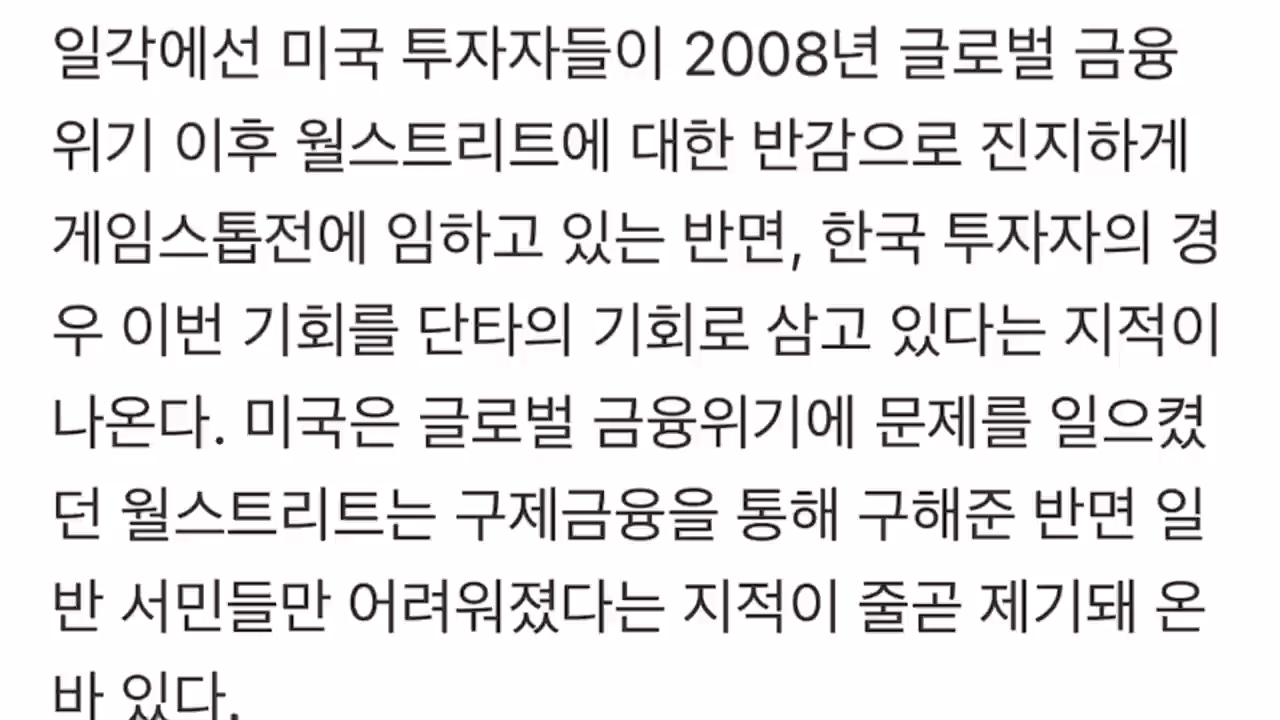 일각에선 미국 투자자들이 2008년 글로벌 금융
위기 이후 월스트리트에 대한 반감으로 진지하게
게임스톱전에 임하고 있는 반면, 한국 투자자의 경
우 이번 기회를 단타의 기회로 삼고 있다는 지적이
나온다. 미국은 글로벌 금융위기에 문제를 일으켰
던 월스트리트는 구제금융을 통해 구해준 반면 일
반 서민들만 어려워졌다는 지적이 줄곧 제기돼 온
바 있다.